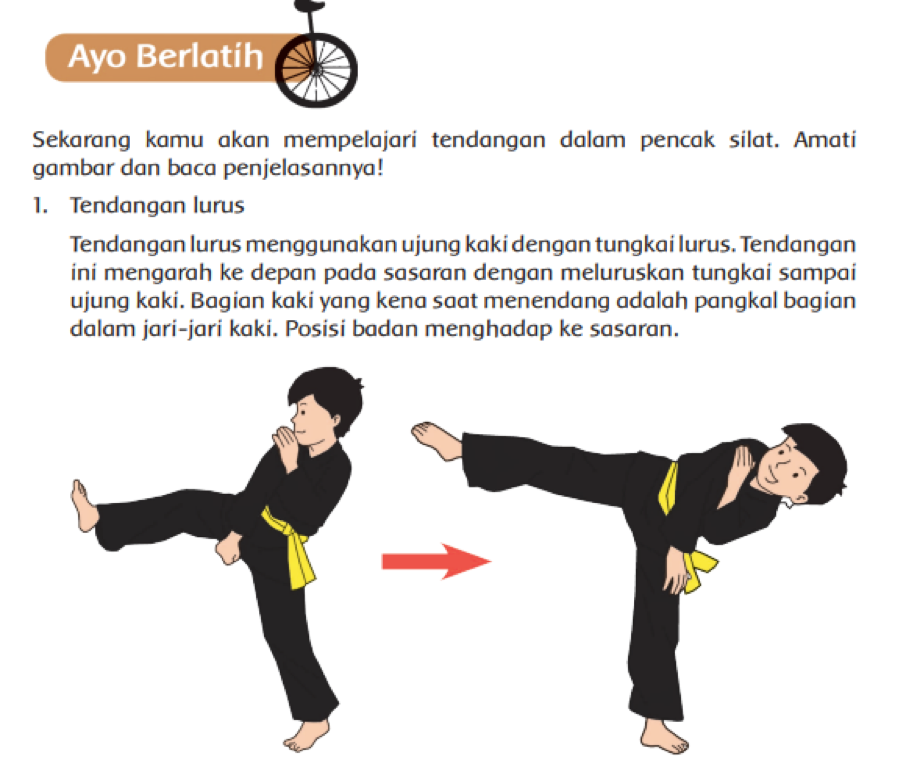 Ayo Berlatih
Sekarang kamu akan mempelajari tendangan dalam pencak silat. Amati
gambar dan baca penjelasannya!
1. Tendangan lurus
Tendangan lurus menggunakan ujung kaki dengan tungkai lurus. Tendangan
ini mengarah ke depan pada sasaran dengan meluruskan tungkai sampai
ujung kaki. Bagian kaki yang kena saat menendang adalah pangkal bagian
dalam jari-jari kaki. Posisi badan menghadap ke sasaran.